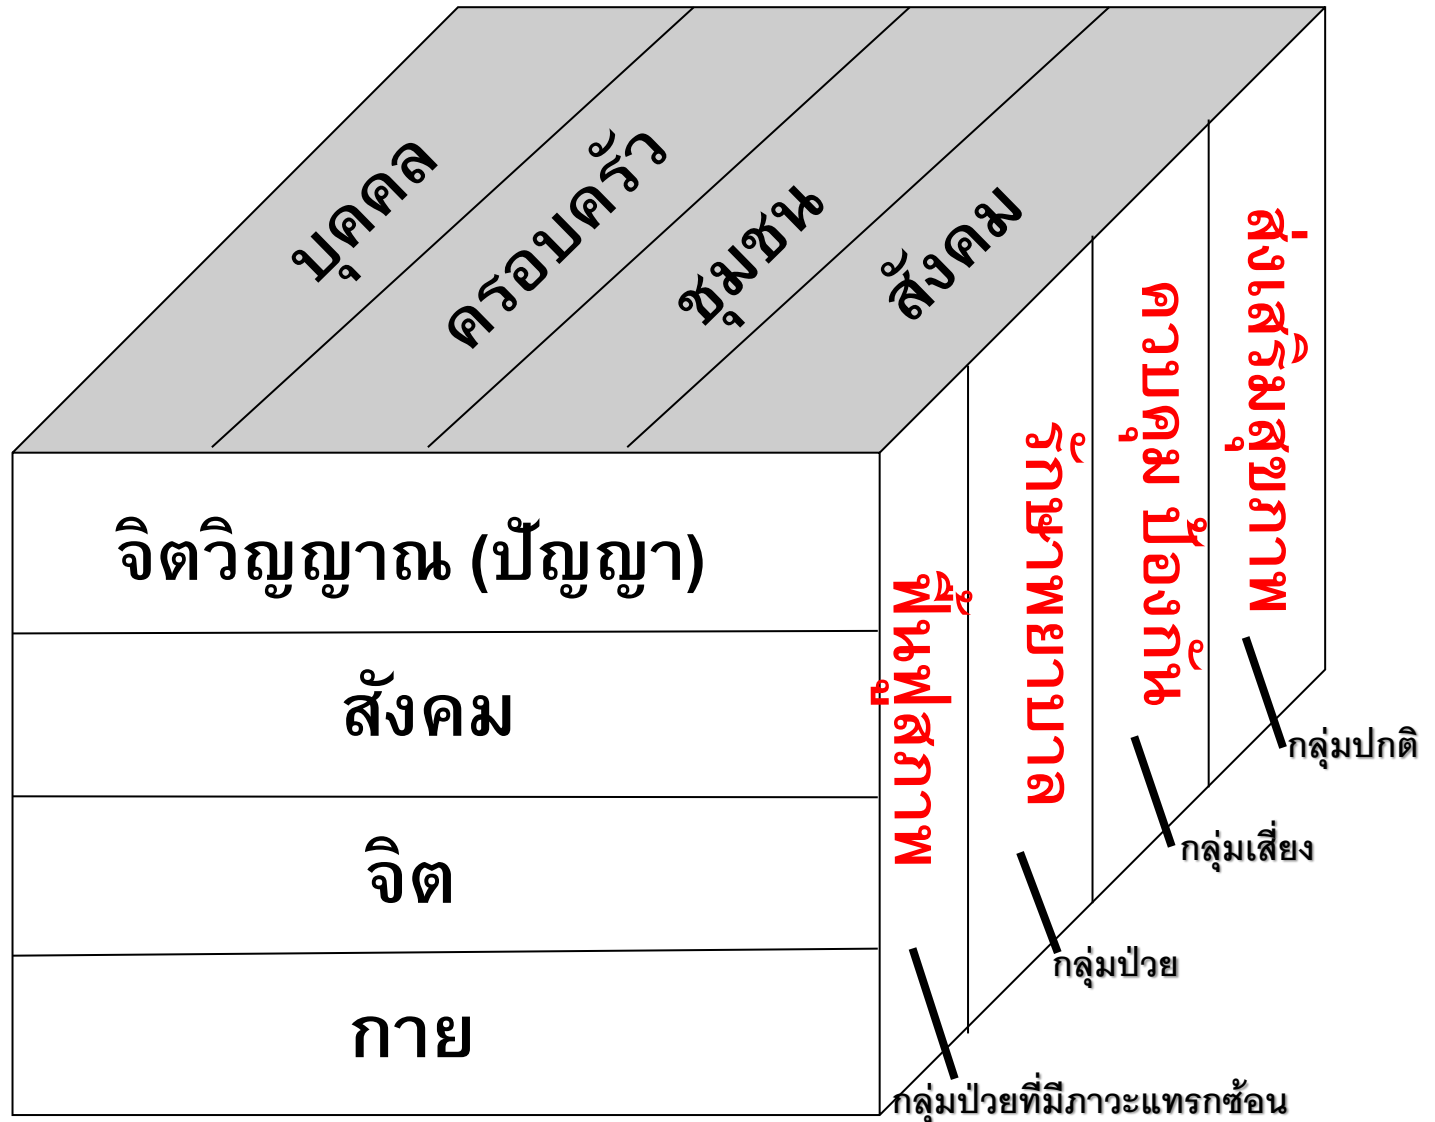 บุคคล
ครอบครัว
ชุมชน
สังคม
จิตวิญญาณ (ปัญญา)
สังคม
จิต
กาย
ฟื้นฟูสภาพ
รักษาพยาบาล
ควบคุม ป้องกัน
ส่งเสริมสุขภาพ
กลุ่มปกติ
กลุ่มเสี่ยง
กลุ่มป่วย
กลุ่มป่วยที่มีภาวะแทรกซ้อน